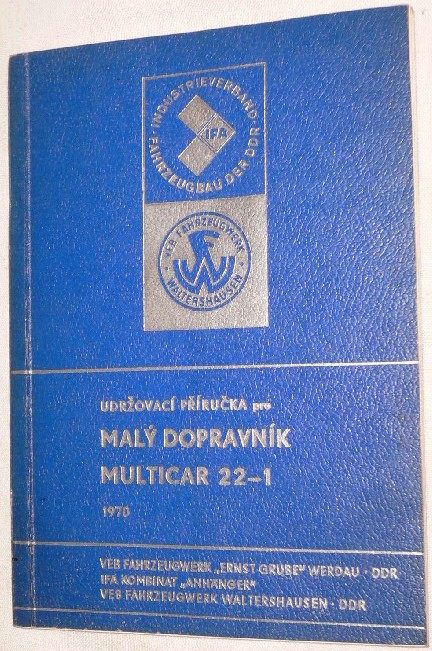 · INDUSTRIEVERBAND ·
FAHRZEUGBAU DER DDR
IFA
VEB FAHRZEUGWERK
FW
· WALTERSHAUSEN ·
UDRŽOVACÍ PŘÍRUČKA pro
MALÝ DOPRAVNÍK
MULTICAR 22-1
1970
VEB FAHRZEUGWERK „ERNST GRUBE" WERDAU · DDR
IFA KOMBINAT „ANHÄNGER"
VEB FAHRZEUGWERK WALTERSHAUSEN · DDR